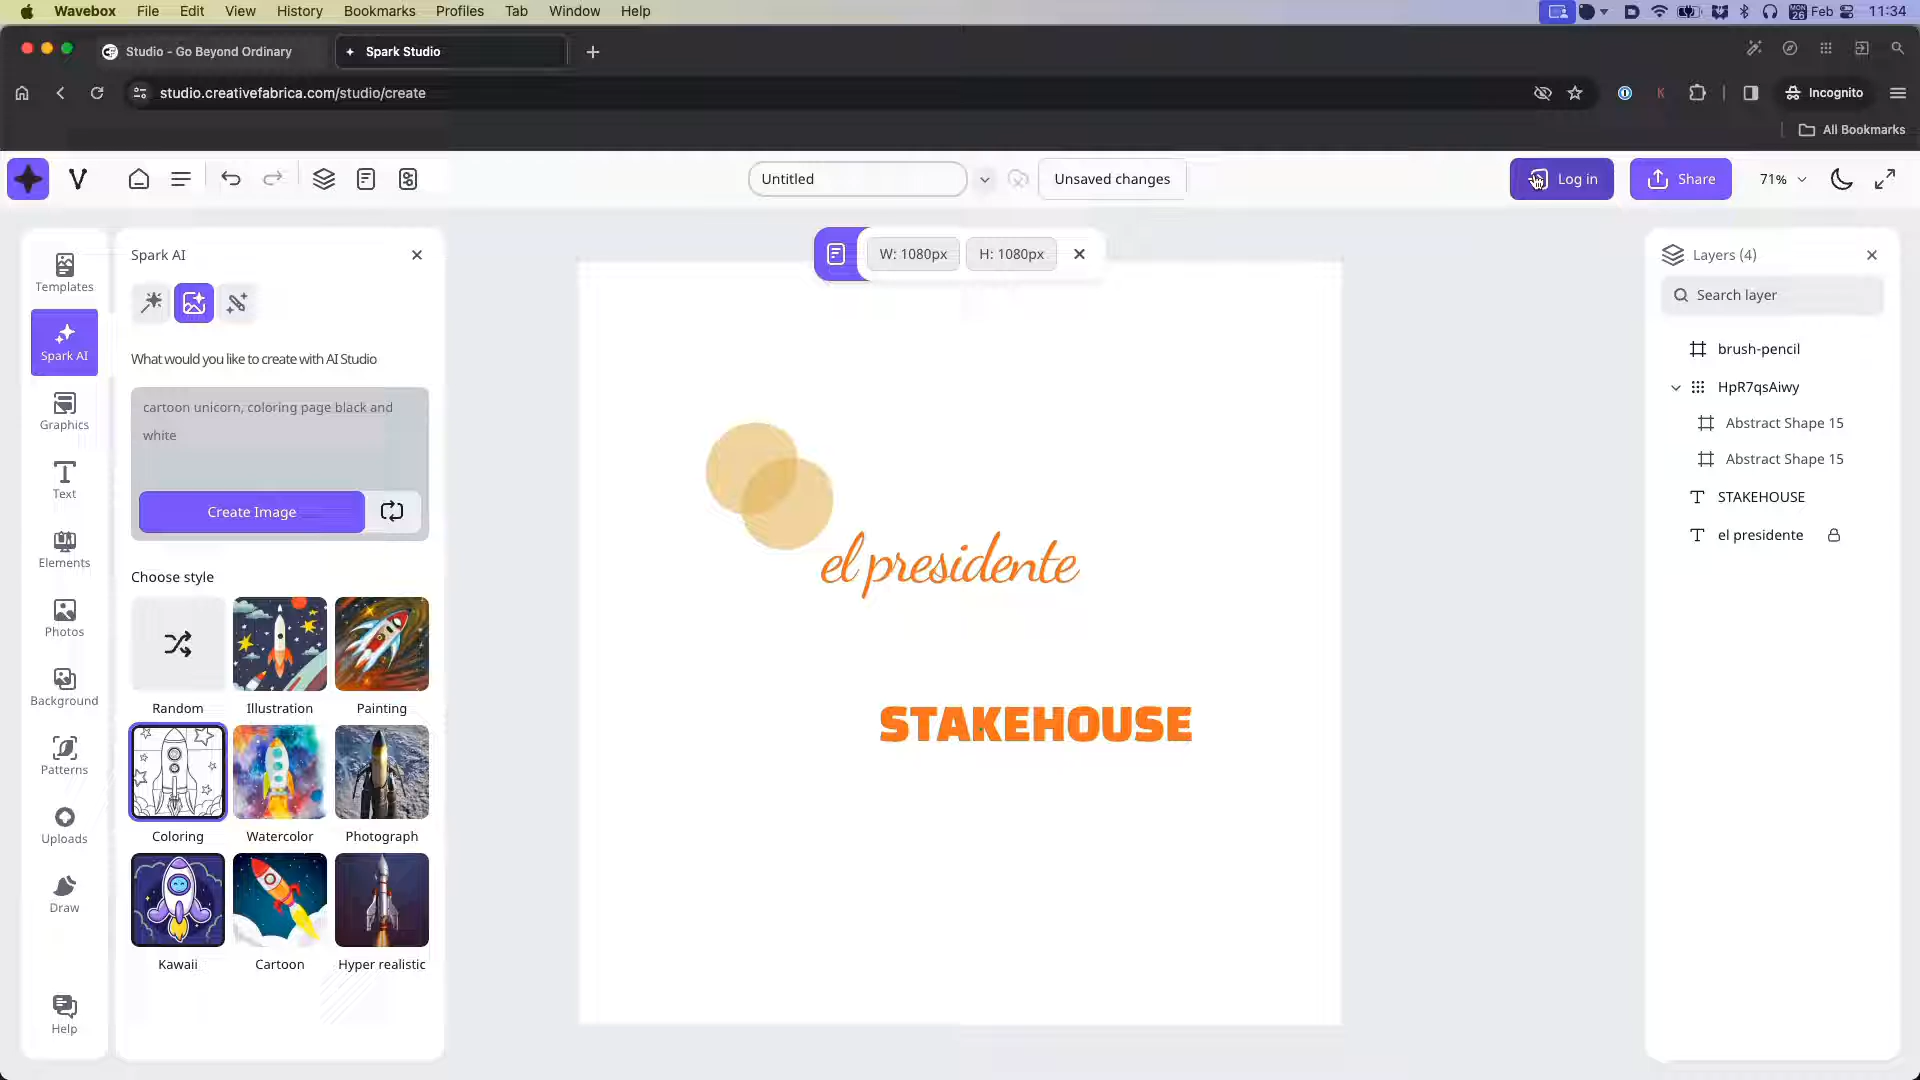 Wavebox File Edit View History Bookmarks Profiles Tab Window Help
MON 26 Feb 11:34
Studio - Go Beyond Ordinary
Spark Studio
studio.creativefabrica.com/studio/create
Incognito
All Bookmarks
Untitled
Unsaved changes
Log in
Share
71%
Templates
Spark AI
Graphics
Text
Elements
Photos
Background
Patterns
Uploads
Draw
Help
Spark AI
What would you like to create with AI Studio
cartoon unicorn, coloring page black and
white
Create Image
Choose style
Random Illustration Painting
Coloring Watercolor Photograph
Kawaii Cartoon Hyper realistic
W: 1080px H: 1080px
el presidente
STAKEHOUSE
Layers (4)
Search layer
brush-pencil
HpR7qsAiwy
Abstract Shape 15
Abstract Shape 15
STAKEHOUSE
el presidente